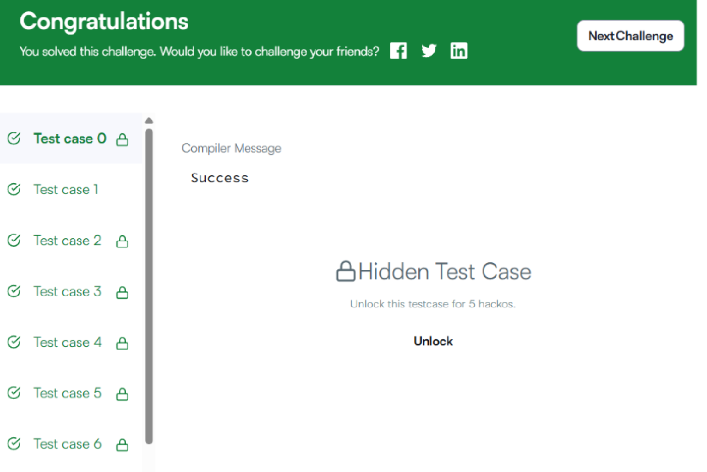 Congratulations
You solved this challenge. Would you like to challenge your friends?
Next Challenge
Test case 0
Test case 1
Test case 2
Test case 3
Test case 4
Test case 5
Test case 6
Compiler Message
Success
Hidden Test Case
Unlock this testcase for 5 hackos.
Unlock